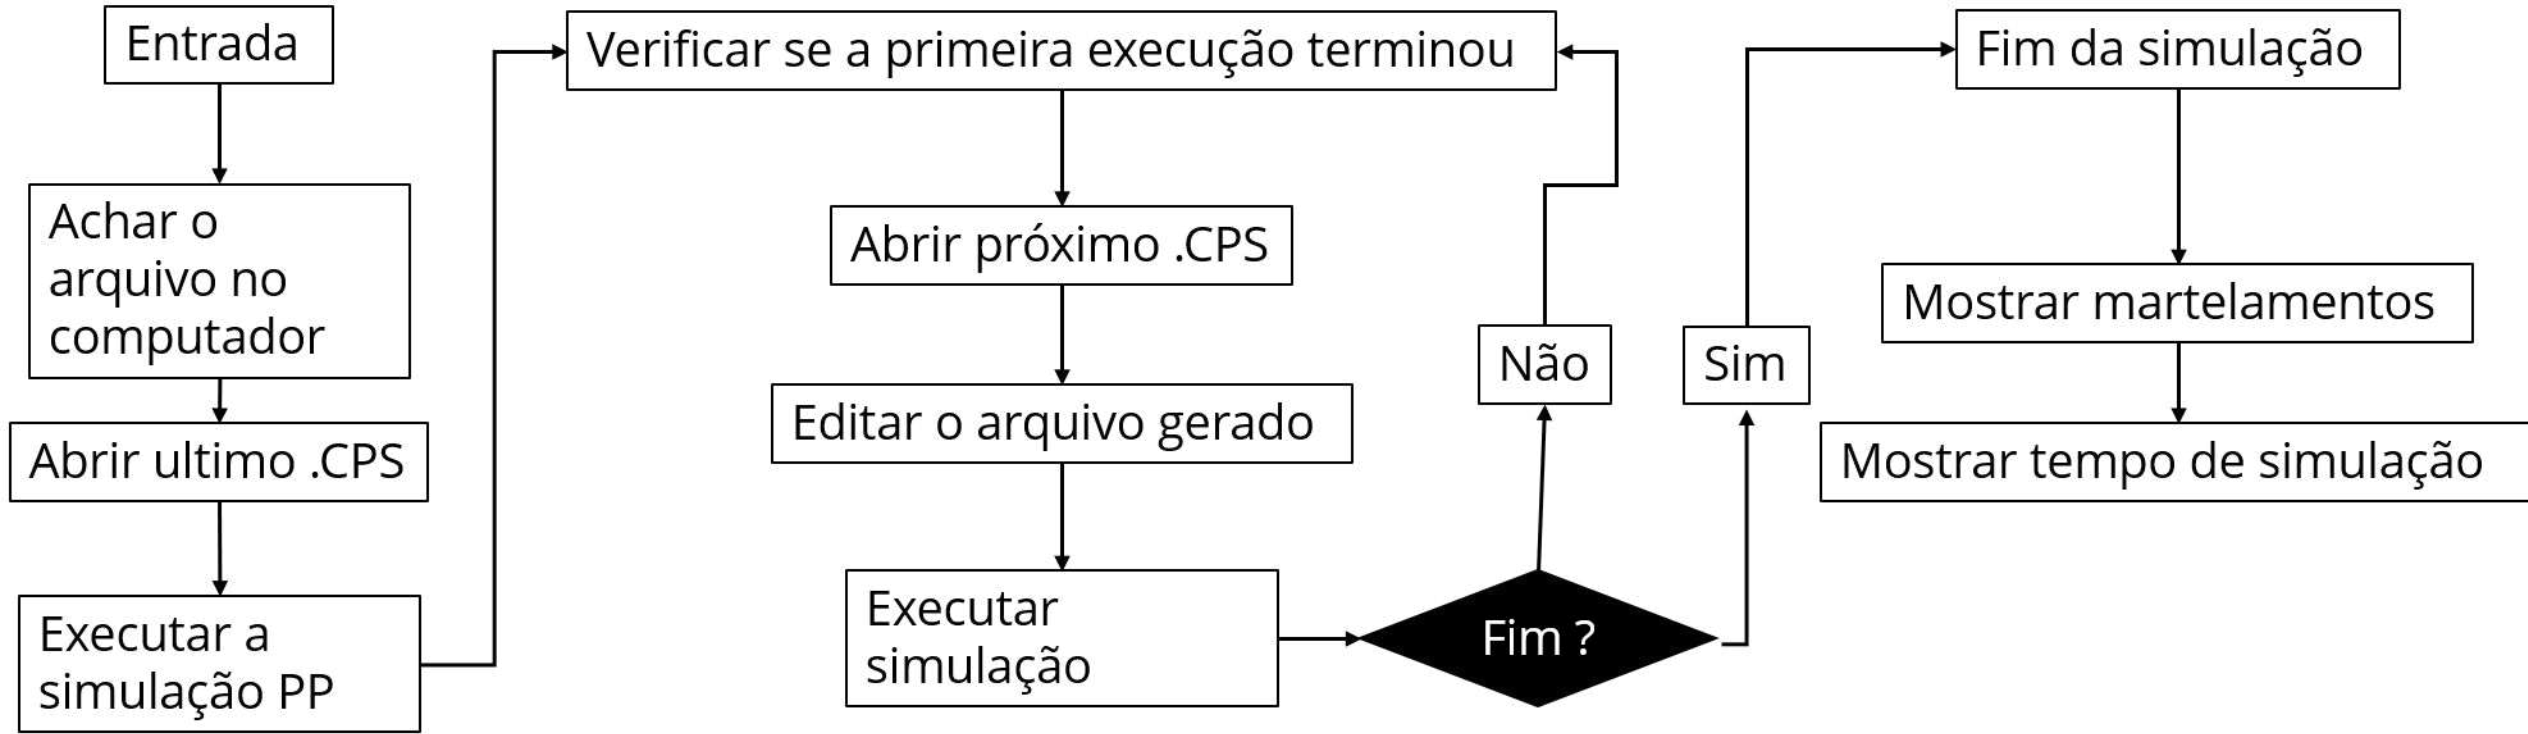 Entrada
Achar o
arquivo no
computador
Abrir ultimo .CPS
Executar a
simulação PP
Verificar se a primeira execução terminou
Abrir próximo .CPS
Editar o arquivo gerado
Executar
simulação
Fim ?
Não
Sim
Fim da simulação
Mostrar martelamentos
Mostrar tempo de simulação